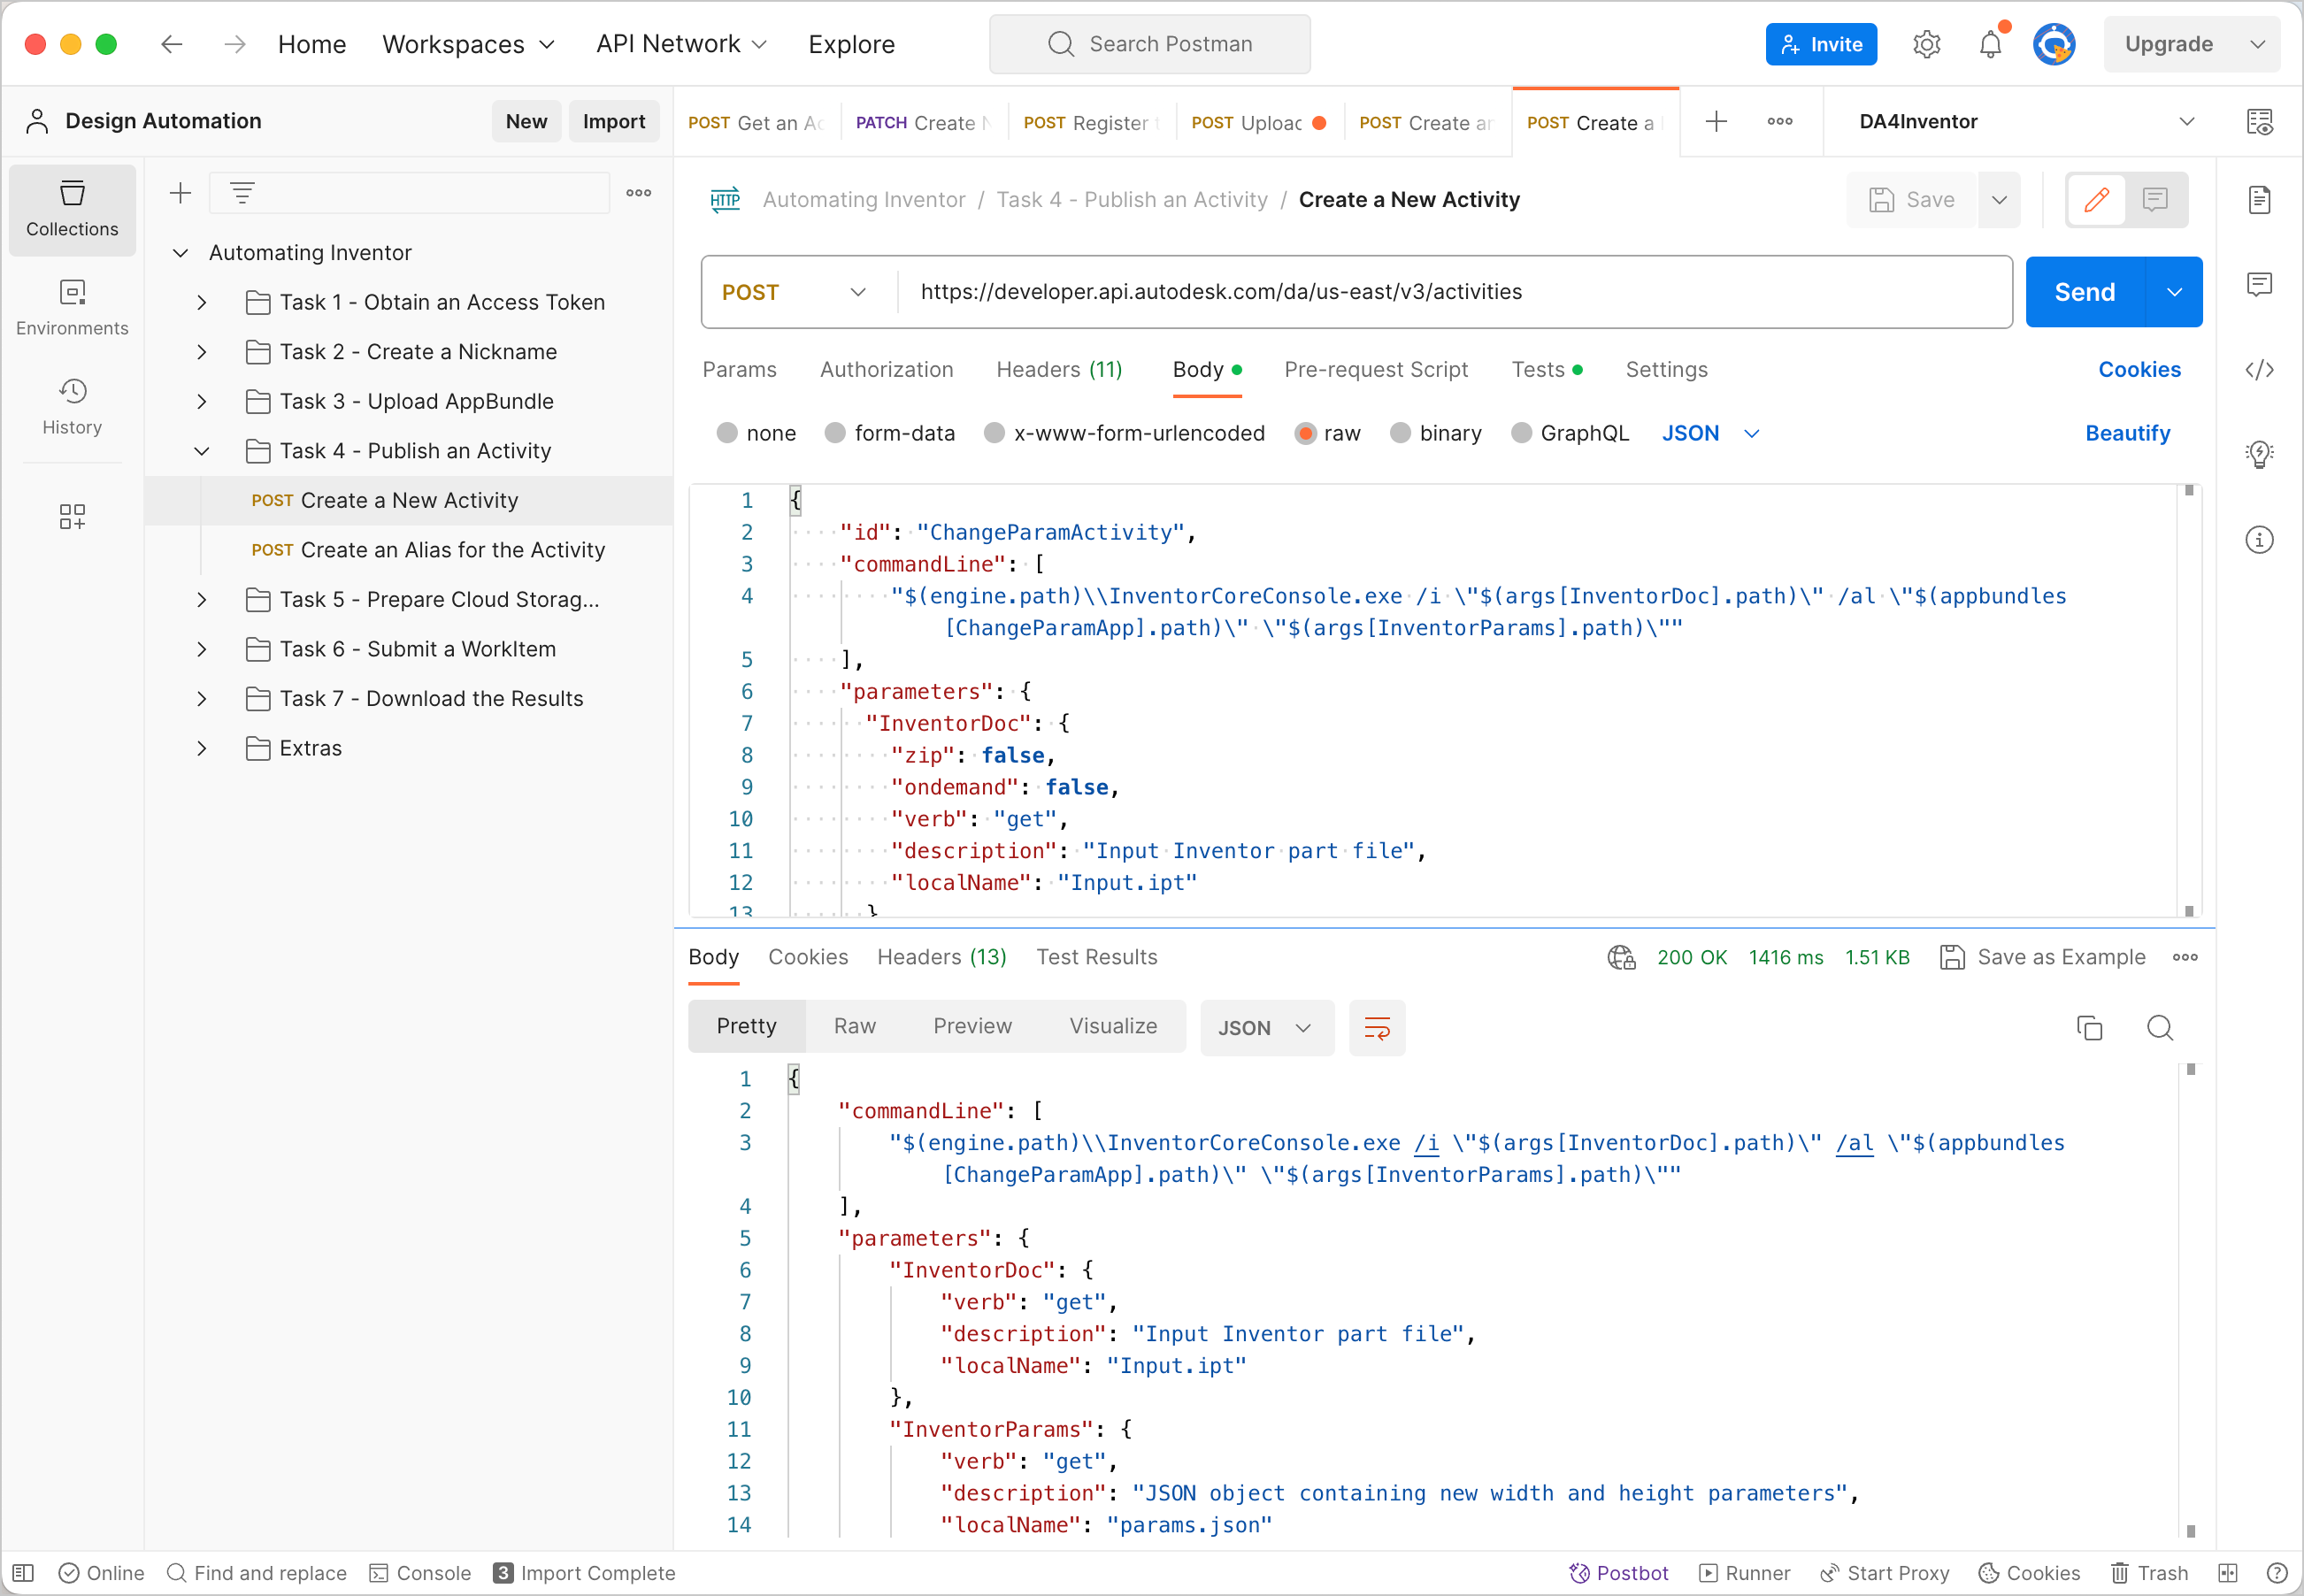 Home Workspaces API Network Explore Search Postman Invite Upgrade
Design Automation New Import
POST Get an Ac PATCH Create N POST Register POST Upload POST Create an POST Create a DA4Inventor
Collections
Environments
History
Automating Inventor
Task 1 - Obtain an Access Token
Task 2 - Create a Nickname
Task 3 - Upload AppBundle
Task 4 - Publish an Activity
POST Create a New Activity
POST Create an Alias for the Activity
Task 5 - Prepare Cloud Storag...
Task 6 - Submit a WorkItem
Task 7 - Download the Results
Extras
HTTP Automating Inventor / Task 4 - Publish an Activity / Create a New Activity Save
POST https://developer.api.autodesk.com/da/us-east/v3/activities Send
Params Authorization Headers (11) Body Pre-request Script Tests Settings Cookies
none form-data x-www-form-urlencoded raw binary GraphQL JSON Beautify
1 {
2 "id": "ChangeParamActivity",
3 "commandLine": [
4 "$(engine.path)\\InventorCoreConsole.exe /i \"$(args[InventorDoc].path)\" /al \"$(appbundles
[ChangeParamApp].path)\" \"$(args[InventorParams].path)\""
5 ],
6 "parameters": {
7 "InventorDoc": {
8 "zip": false,
9 "ondemand": false,
10 "verb": "get",
11 "description": "Input Inventor part file",
12 "localName": "Input.ipt"
13 }
Body Cookies Headers (13) Test Results 200 OK 1416 ms 1.51 KB Save as Example
Pretty Raw Preview Visualize JSON
1 {
2 "commandLine": [
3 "$(engine.path)\\InventorCoreConsole.exe /i \"$(args[InventorDoc].path)\" /al \"$(appbundles
[ChangeParamApp].path)\" \"$(args[InventorParams].path)\""
4 ],
5 "parameters": {
6 "InventorDoc": {
7 "verb": "get",
8 "description": "Input Inventor part file",
9 "localName": "Input.ipt"
10 },
11 "InventorParams": {
12 "verb": "get",
13 "description": "JSON object containing new width and height parameters",
14 "localName": "params.json"
Online Find and replace Console 3 Import Complete Postbot Runner Start Proxy Cookies Trash